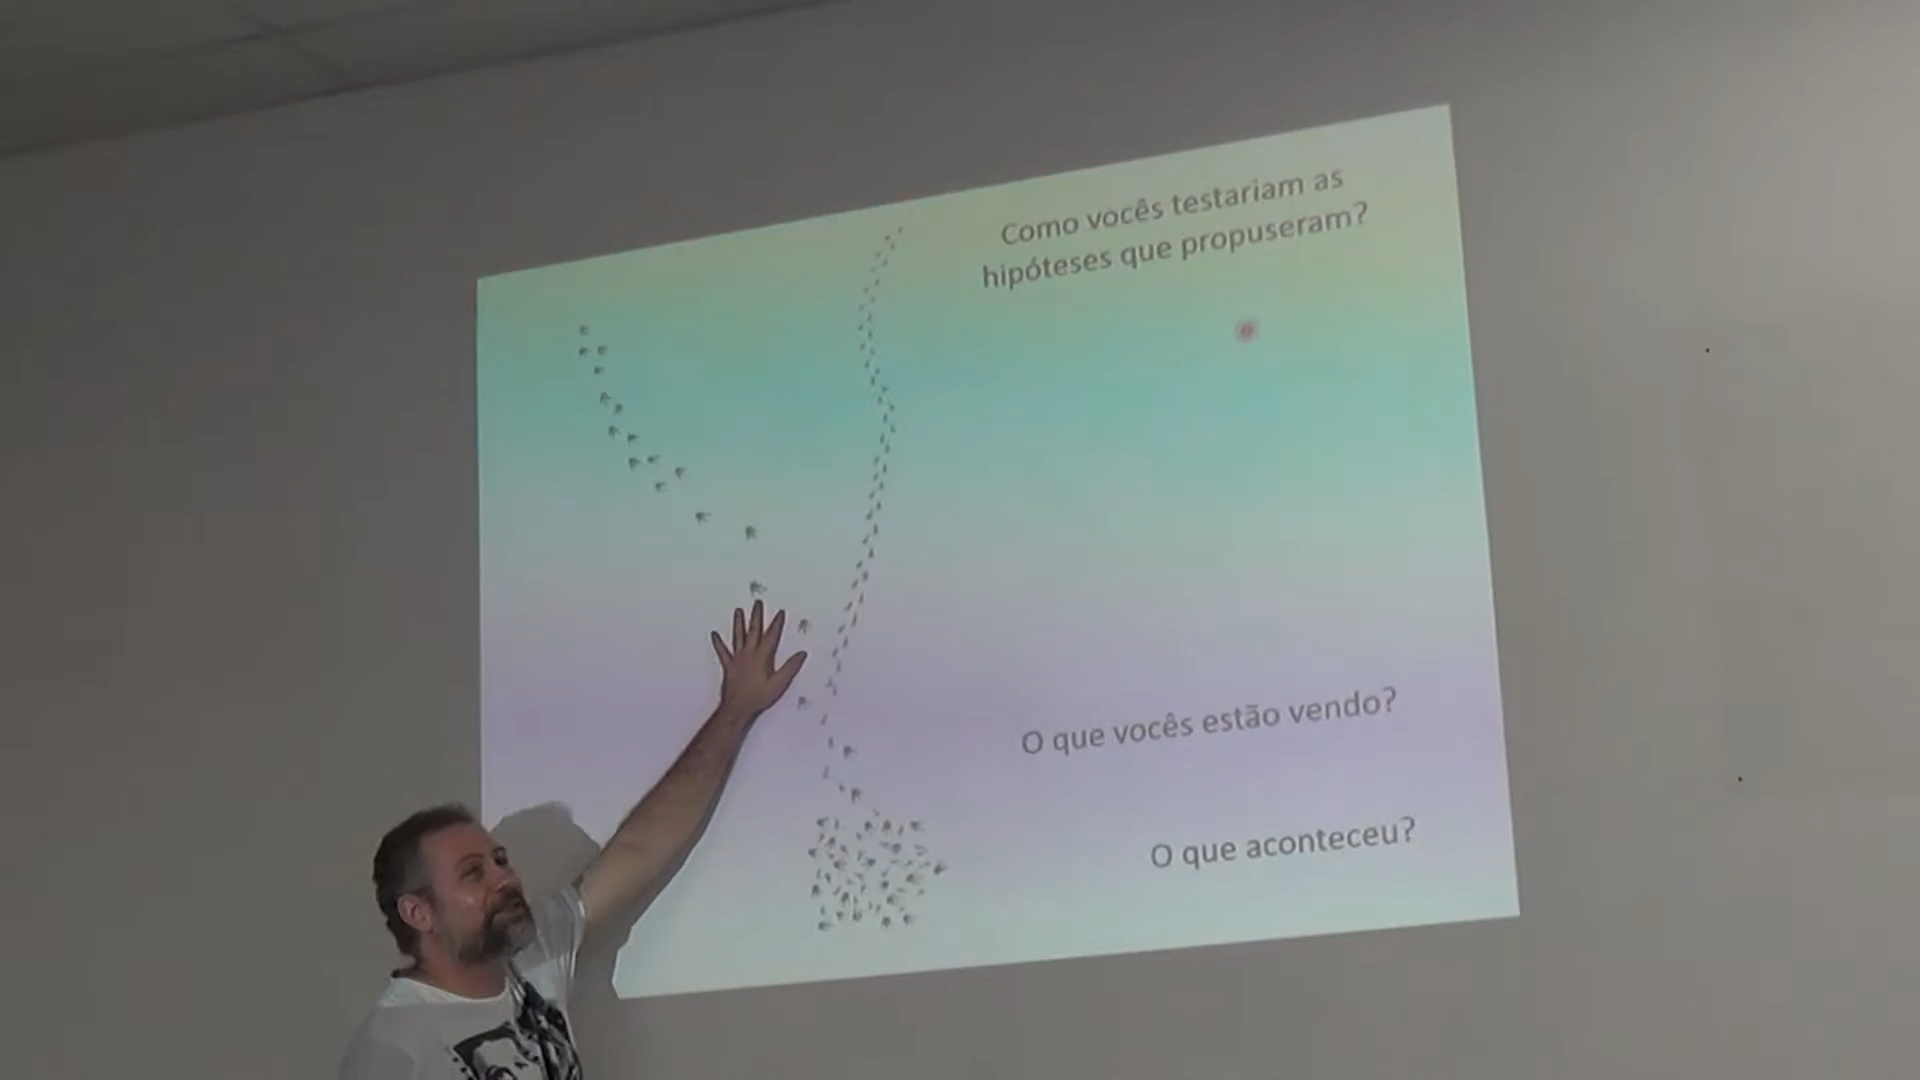 Como vocês testariam as
hipóteses que propuseram?
O que vocês estão vendo?
O que aconteceu?